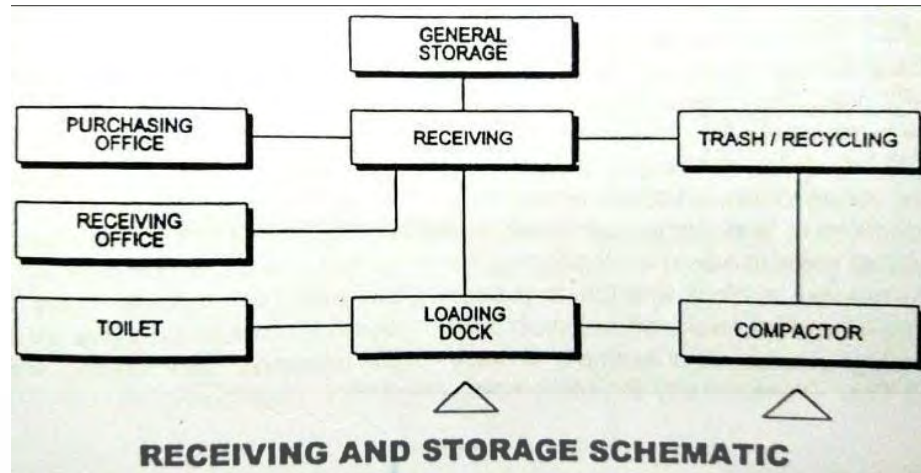 GENERAL
STORAGE
PURCHASING
OFFICE
RECEIVING
TRASH / RECYCLING
RECEIVING
OFFICE
TOILET
LOADING
DOCK
COMPACTOR
RECEIVING AND STORAGE SCHEMATIC